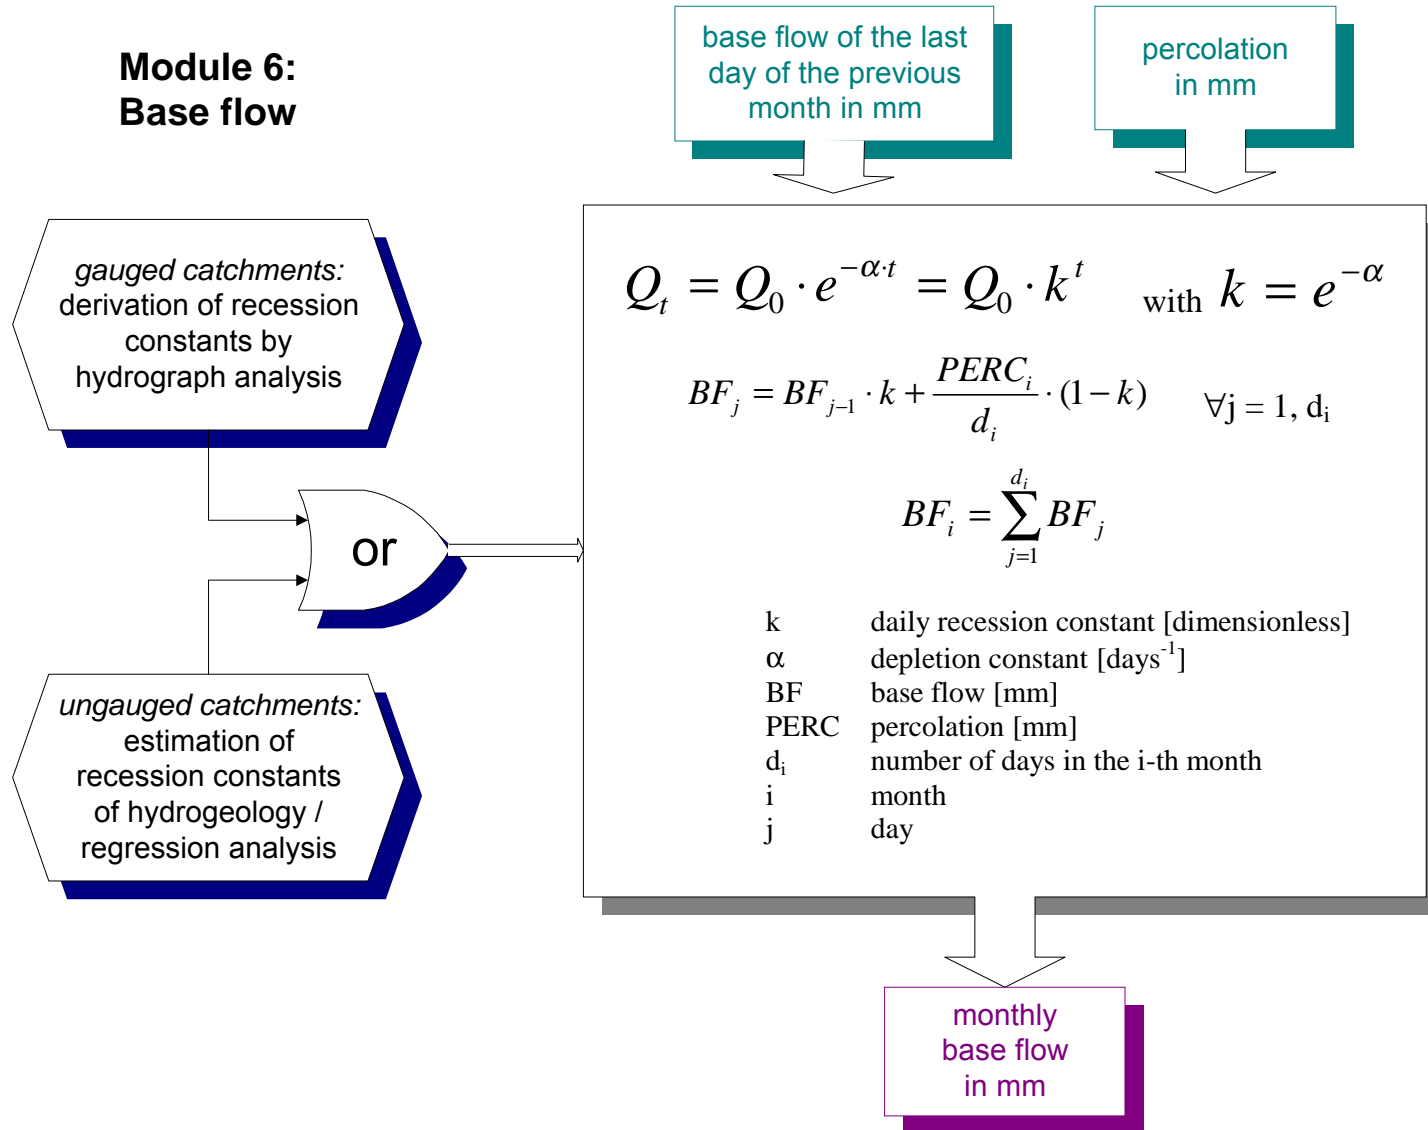 Module 6:
Base flow
base flow of the last
day of the previous
month in mm
percolation
in mm
gauged catchments:
derivation of recession
constants by
hydrograph analysis
or
ungauged catchments:
estimation of
recession constants
of hydrogeology /
regression analysis
Q_t = Q_0 · e^{−α·t} = Q_0 · k^t with k = e^{−α}
BF_j = BF_{j−1} · k + \frac{PERC_i}{d_i} · (1 − k) ∀j = 1, d_i
BF_i = \sum_{j=1}^{d_i} BF_j
k daily recession constant [dimensionless]
α depletion constant [days^{-1}]
BF base flow [mm]
PERC percolation [mm]
d_i number of days in the i-th month
i month
j day
monthly
base flow
in mm